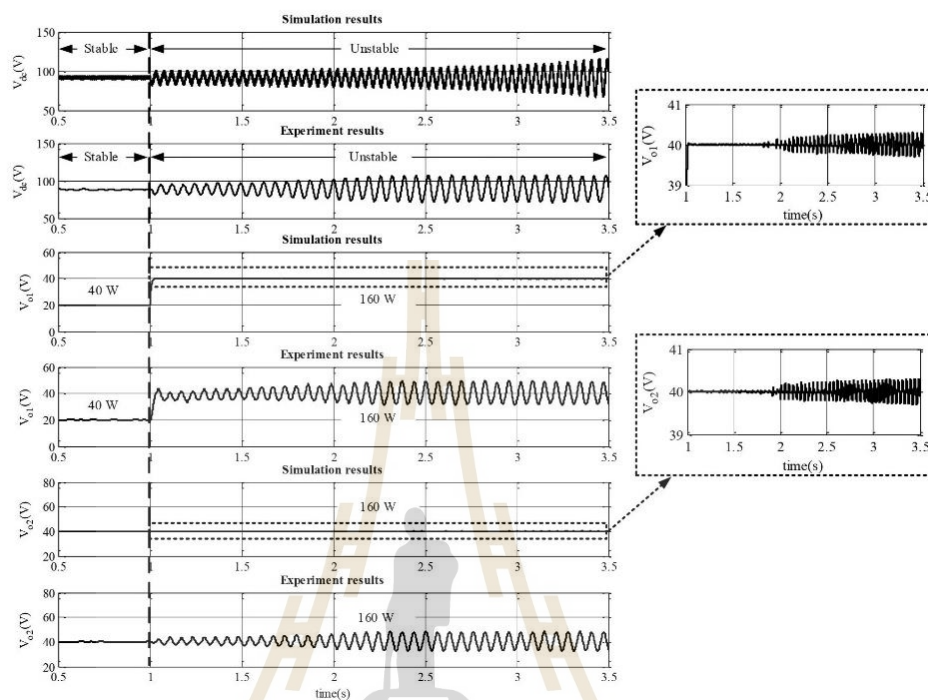 Simulation results
150
Stable
Unstable
100
50
V_dc(V)
0.5 1 1.5 2 2.5 3 3.5
Experiment results
150
Stable
Unstable
100
50
V_dc(V)
0.5 1 1.5 2 2.5 3 3.5
Simulation results
60
40
20
0
V_o1(V)
40 W
160 W
0.5 1 1.5 2 2.5 3 3.5
Experiment results
60
40
20
0
V_o1(V)
40 W
160 W
0.5 1 1.5 2 2.5 3 3.5
Simulation results
80
60
40
20
V_o2(V)
160 W
0.5 1 1.5 2 2.5 3 3.5
Experiment results
80
60
40
20
V_o2(V)
160 W
0.5 1 1.5 2 2.5 3 3.5
time(s)
41
40
39
V_o1(V)
1 1.5 2 2.5 3 3.5
time(s)
41
40
39
V_o2(V)
1 1.5 2 2.5 3 3.5
time(s)